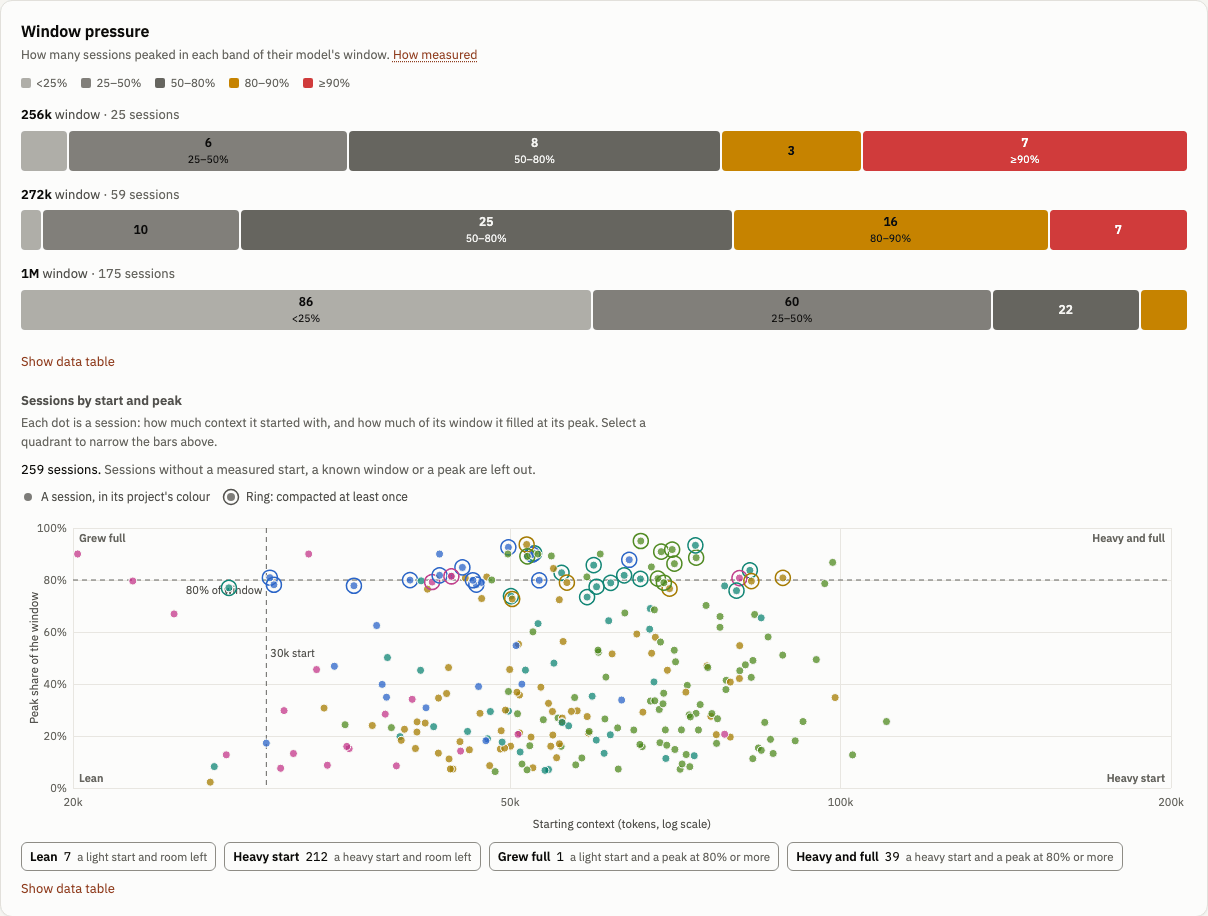 Window pressure
How many sessions peaked in each band of their model's window. How measured
<25% 25–50% 50–80% 80–90% ≥90%
256k window · 25 sessions
6 8 3 7
25–50% 50–80% ≥90%
272k window · 59 sessions
10 25 16 7
50–80% 80–90%
1M window · 175 sessions
86 60 22
<25% 25–50%
Show data table
Sessions by start and peak
Each dot is a session: how much context it started with, and how much of its window it filled at its peak. Select a
quadrant to narrow the bars above.
259 sessions. Sessions without a measured start, a known window or a peak are left out.
A session, in its project's colour Ring: compacted at least once
100%
Grew full Heavy and full
80%
80% of window
60%
30k start
Peak share of the window
40%
20%
Lean Heavy start
0%
20k 50k 100k 200k
Starting context (tokens, log scale)
Lean 7 a light start and room left Heavy start 212 a heavy start and room left Grew full 1 a light start and a peak at 80% or more Heavy and full 39 a heavy start and a peak at 80% or more
Show data table